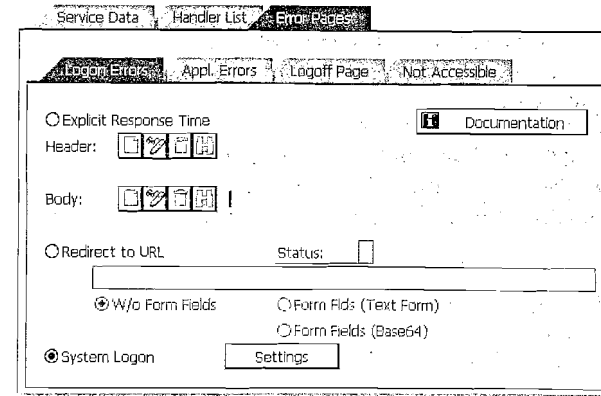 Service Data Handler List Error Pages
Logon Errors Appl. Errors Logoff Page Not Accessible
Explicit Response Time Documentation
Header:
Body:
Redirect to URL Status:
W/o Form Fields Form Flds (Text Form)
Form Fields (Base64)
System Logon Settings